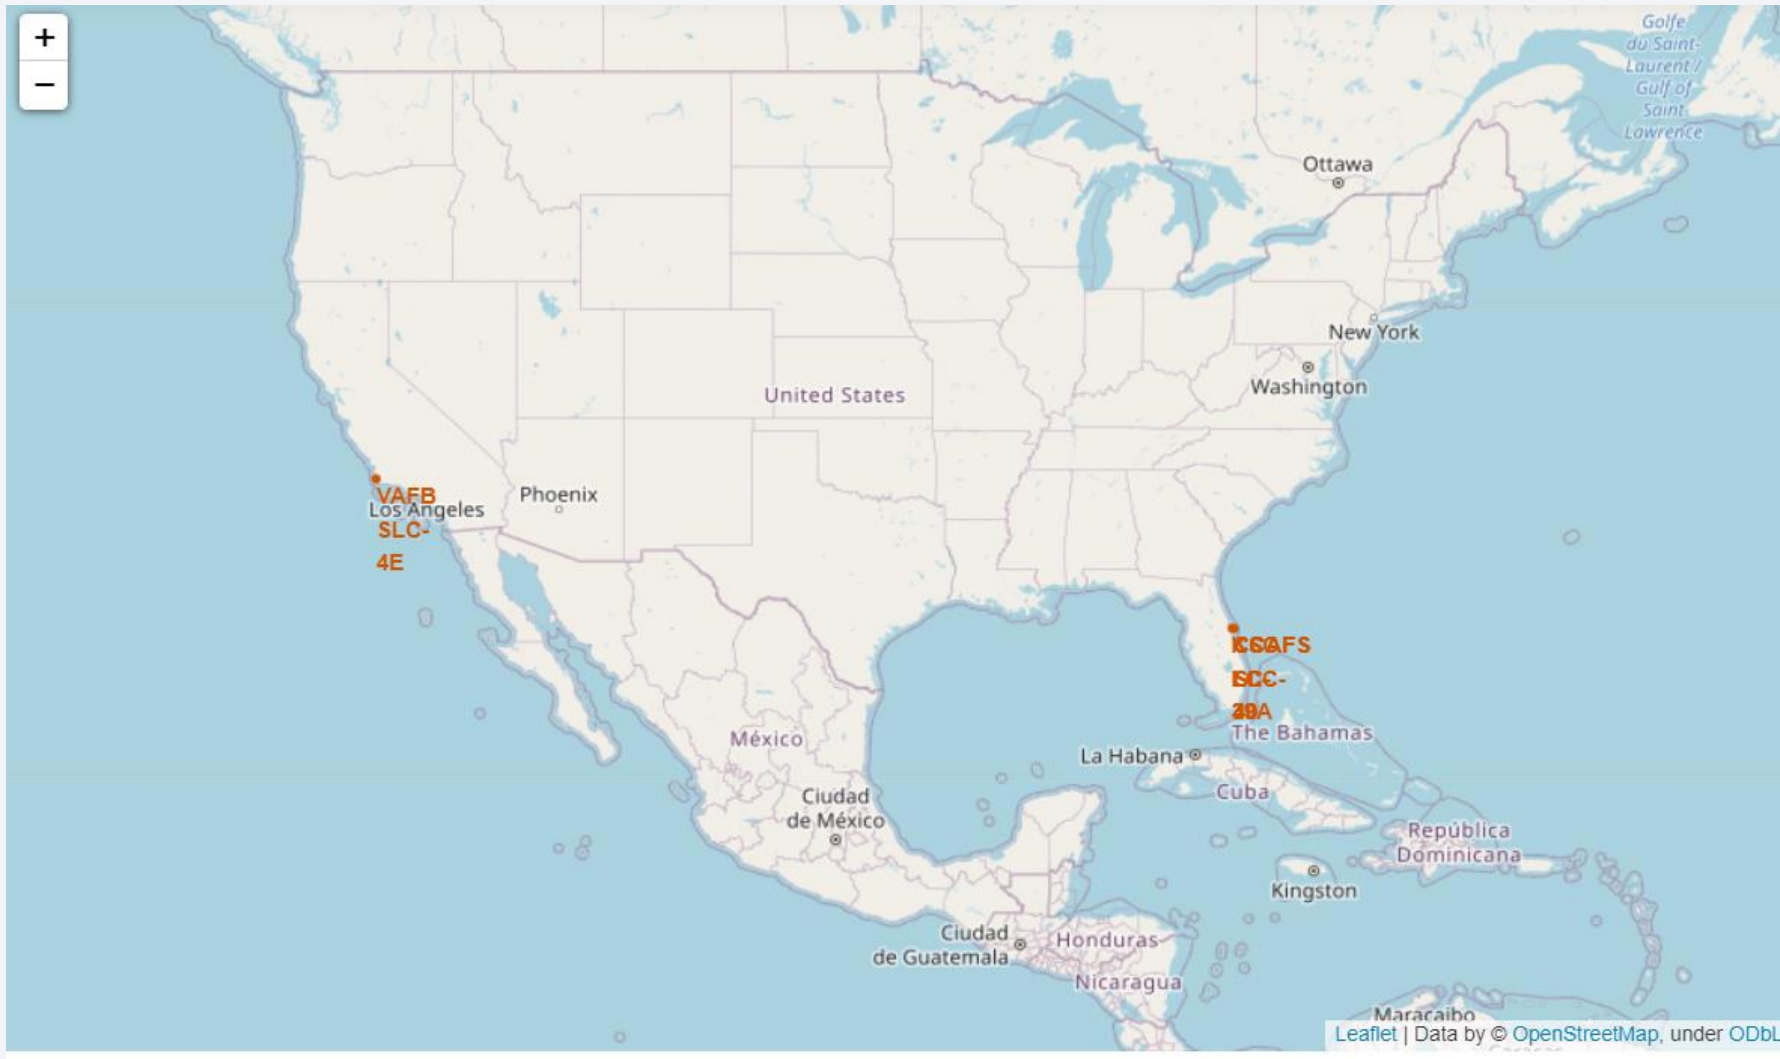 +
−
Golfe
du Saint-
Laurent /
Gulf of
Saint
Lawrence
Ottawa
New York
Washington
United States
VAFB
SLC-
4E
Los Angeles
Phoenix
CCAFS
The Bahamas
México
La Habana
Cuba
Ciudad
de México
República
Dominicana
Kingston
Ciudad
de Guatemala
Honduras
Nicaragua
Maracaibo
Leaflet | Data by © OpenStreetMap, under ODbL